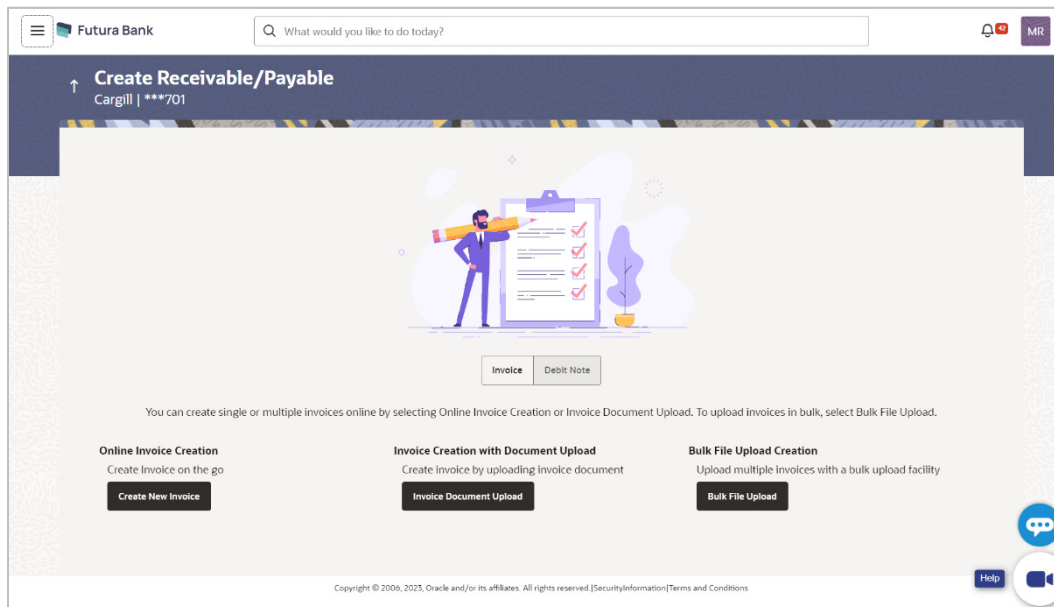 Futura Bank
What would you like to do today?
42
MR
Create Receivable/Payable
Cargill | ***701
Invoice
Debit Note
You can create single or multiple invoices online by selecting Online Invoice Creation or Invoice Document Upload. To upload invoices in bulk, select Bulk File Upload.
Online Invoice Creation
Create Invoice on the go
Create New Invoice
Invoice Creation with Document Upload
Create invoice by uploading invoice document
Invoice Document Upload
Bulk File Upload Creation
Upload multiple invoices with a bulk upload facility
Bulk File Upload
Help
Copyright © 2006, 2023, Oracle and/or its affiliates. All rights reserved.|SecurityInformation|Terms and Conditions